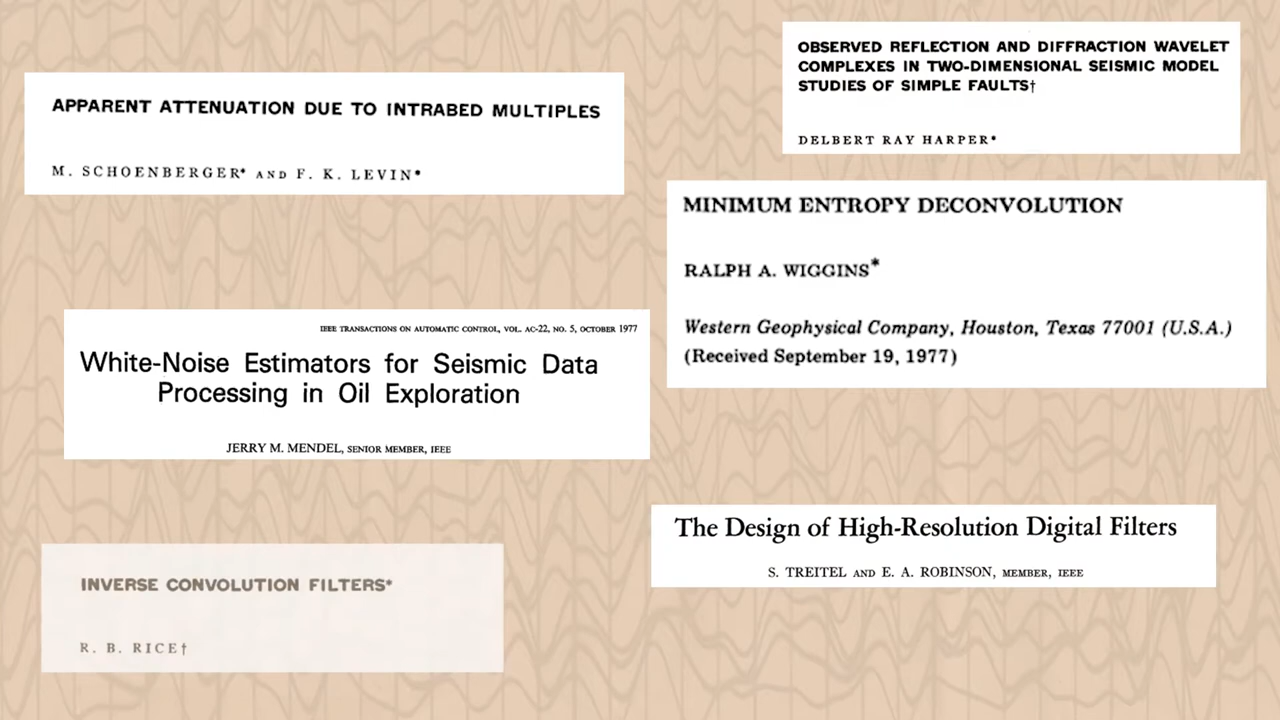 APPARENT ATTENUATION DUE TO INTRABED MULTIPLES
M. SCHOENBERGER* AND F. K. LEVIN*
OBSERVED REFLECTION AND DIFFRACTION WAVELET
COMPLEXES IN TWO-DIMENSIONAL SEISMIC MODEL
STUDIES OF SIMPLE FAULTS†
DELBERT RAY HARPER*
MINIMUM ENTROPY DECONVOLUTION
RALPH A. WIGGINS*
Western Geophysical Company, Houston, Texas 77001 (U.S.A.)
(Received September 19, 1977)
IEEE TRANSACTIONS ON AUTOMATIC CONTROL, VOL. AC-22, NO. 5, OCTOBER 1977
White-Noise Estimators for Seismic Data
Processing in Oil Exploration
JERRY M. MENDEL, SENIOR MEMBER, IEEE
The Design of High-Resolution Digital Filters
S. TREITEL AND E. A. ROBINSON, MEMBER, IEEE
INVERSE CONVOLUTION FILTERS*
R. B. RICE†